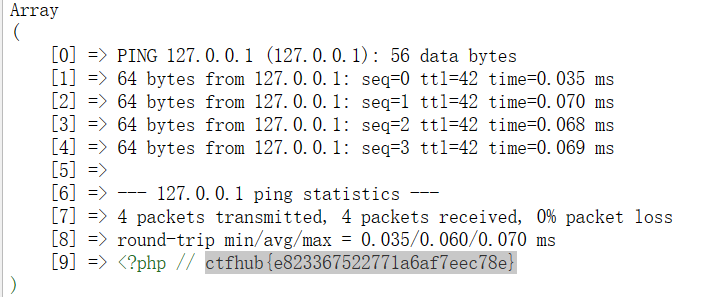 Array
(
    [0] => PING 127.0.0.1 (127.0.0.1): 56 data bytes
    [1] => 64 bytes from 127.0.0.1: seq=0 ttl=42 time=0.035 ms
    [2] => 64 bytes from 127.0.0.1: seq=1 ttl=42 time=0.070 ms
    [3] => 64 bytes from 127.0.0.1: seq=2 ttl=42 time=0.068 ms
    [4] => 64 bytes from 127.0.0.1: seq=3 ttl=42 time=0.069 ms
    [5] =>
    [6] => --- 127.0.0.1 ping statistics ---
    [7] => 4 packets transmitted, 4 packets received, 0% packet loss
    [8] => round-trip min/avg/max = 0.035/0.060/0.070 ms
    [9] => <?php // ctfhub{e823367522771a6af7eec78e}
)